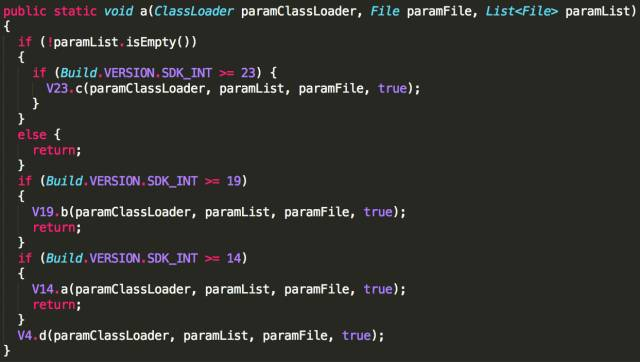 public static void a(ClassLoader paramClassLoader, File paramFile, List<File> paramList)
{
  if (!paramList.isEmpty())
  {
    if (Build.VERSION.SDK_INT >= 23) {
      V23.c(paramClassLoader, paramList, paramFile, true);
    }
  }
  else {
    return;
  }
  if (Build.VERSION.SDK_INT >= 19)
  {
    V19.b(paramClassLoader, paramList, paramFile, true);
    return;
  }
  if (Build.VERSION.SDK_INT >= 14)
  {
    V14.a(paramClassLoader, paramList, paramFile, true);
    return;
  }
  V4.d(paramClassLoader, paramList, paramFile, true);
}